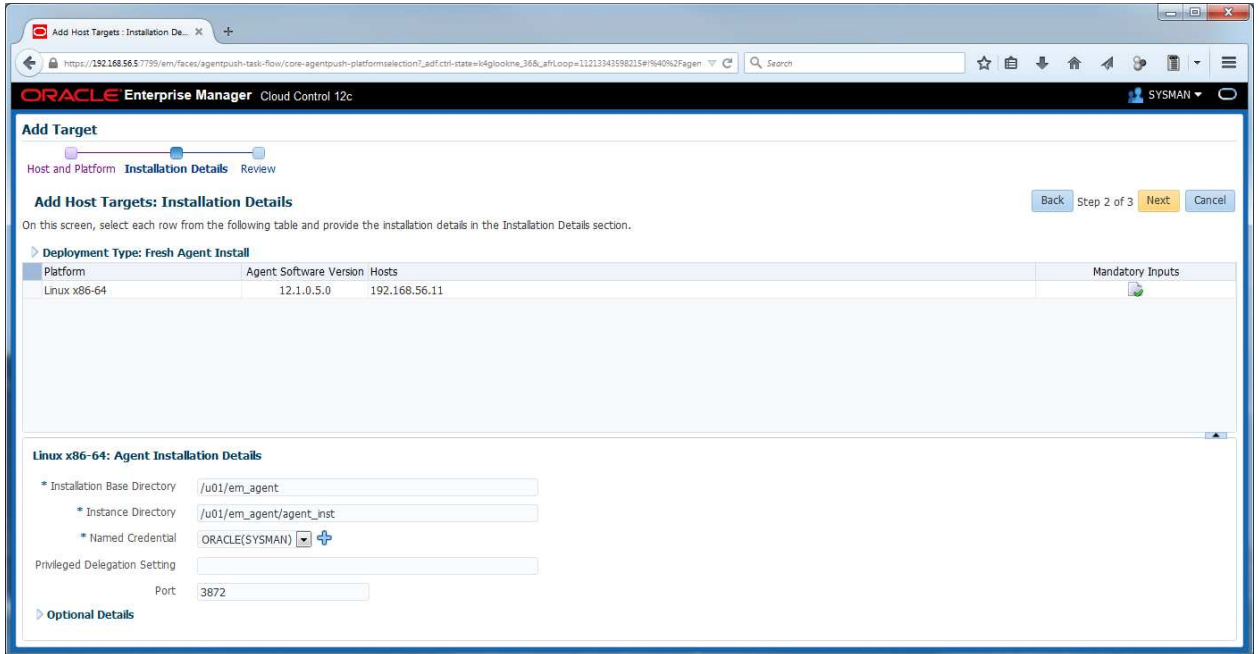 Add Host Targets : Installation De...
https://192.168.56.5:7799/em/faces/agentpush-task-flow/core-agentpush-platformselection?_adf.ctrl-state=k4glookne_36&_afrLoop=11213343598215#!%40%2Fagen
Search
ORACLE Enterprise Manager Cloud Control 12c
SYSMAN
Add Target
Host and Platform Installation Details Review
Add Host Targets: Installation Details
Back Step 2 of 3 Next Cancel
On this screen, select each row from the following table and provide the installation details in the Installation Details section.
Deployment Type: Fresh Agent Install
Platform Agent Software Version Hosts Mandatory Inputs
Linux x86-64 12.1.0.5.0 192.168.56.11
Linux x86-64: Agent Installation Details
* Installation Base Directory /u01/em_agent
* Instance Directory /u01/em_agent/agent_inst
* Named Credential ORACLE(SYSMAN)
Privileged Delegation Setting
Port 3872
Optional Details